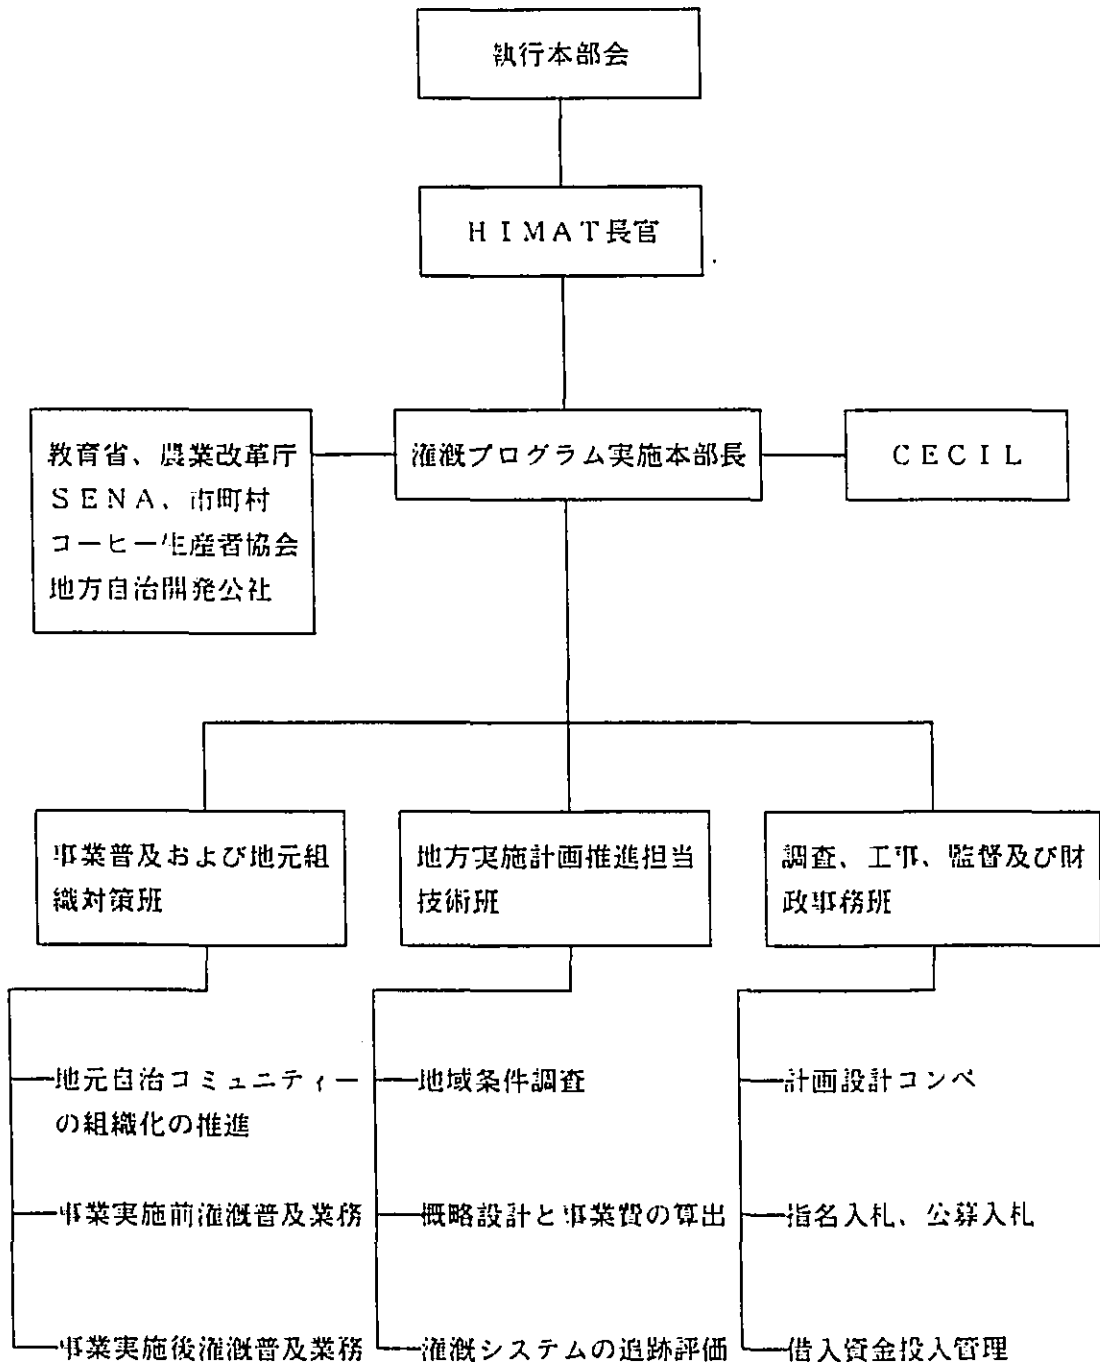 執行本部会
HIMAT長官
教育省、農業改革庁
SENA、市町村
コーヒー生産者協会
地方自治開発公社
灌漑プログラム実施本部長
CECIL
事業普及および地元組
織対策班
地方実施計画推進担当
技術班
調査、工事、監督及び財
政事務班
地元自治コミュニティー
の組織化の推進
事業実施前灌漑普及業務
事業実施後灌漑普及業務
地域条件調査
概略設計と事業費の算出
灌漑システムの追跡評価
計画設計コンペ
指名入札、公募入札
借入資金投入管理